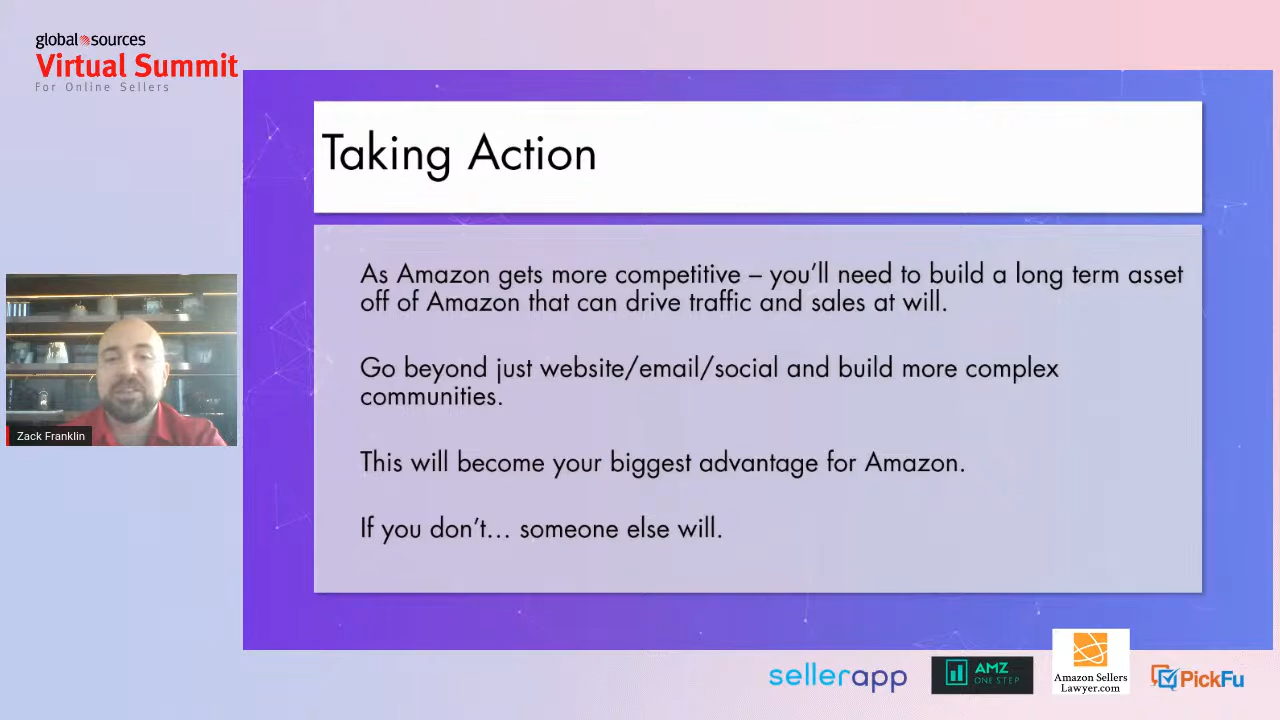 global sources
Virtual Summit
For Online Sellers
Taking Action
As Amazon gets more competitive – you'll need to build a long term asset
off of Amazon that can drive traffic and sales at will.
Go beyond just website/email/social and build more complex
communities.
This will become your biggest advantage for Amazon.
If you don't... someone else will.
Zack Franklin
sellerapp
AMZ
ONE STEP
Amazon Sellers
Lawyer.com
PickFu